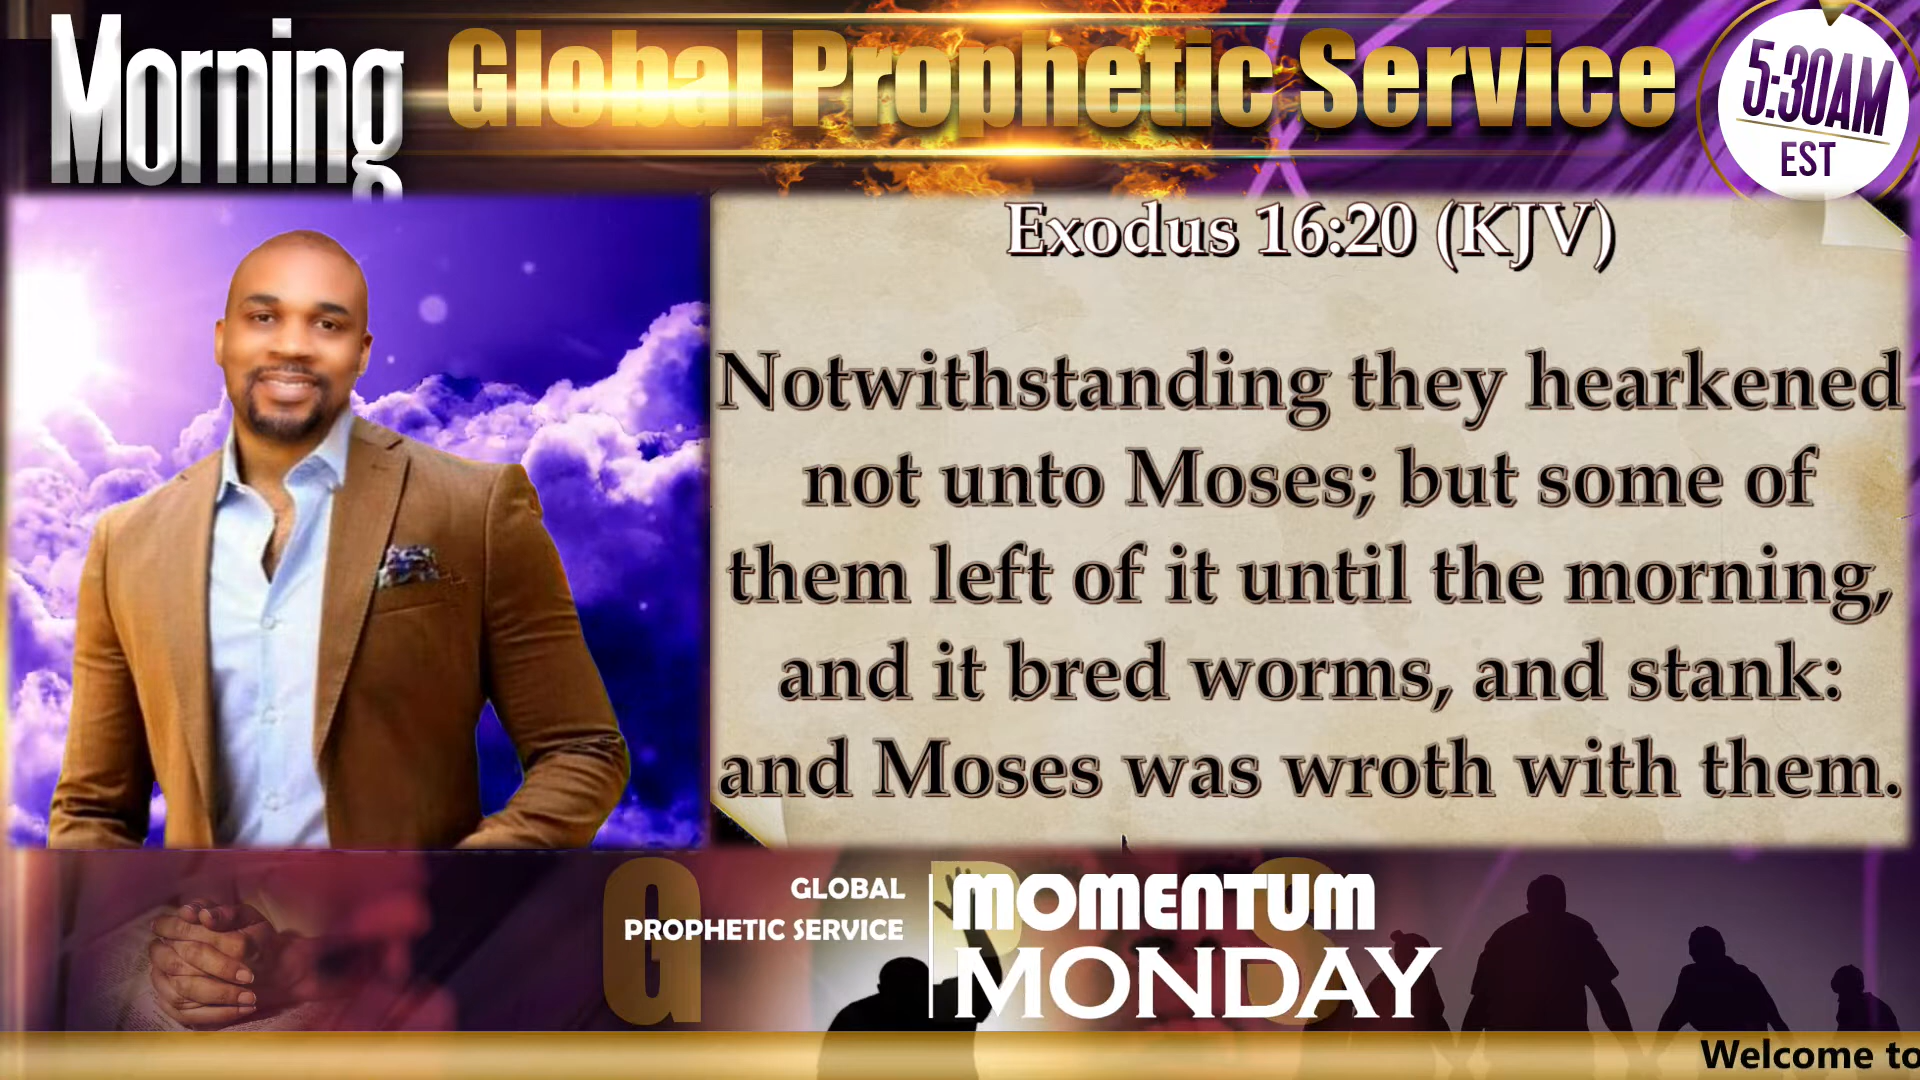 Morning
Global Prophetic Service
5:30AM
EST
Exodus 16:20 (KJV)
Notwithstanding they hearkened
not unto Moses; but some of
them left of it until the morning,
and it bred worms, and stank:
and Moses was wroth with them.
G P S
GLOBAL
PROPHETIC SERVICE
MOMENTUM
MONDAY
Welcome to